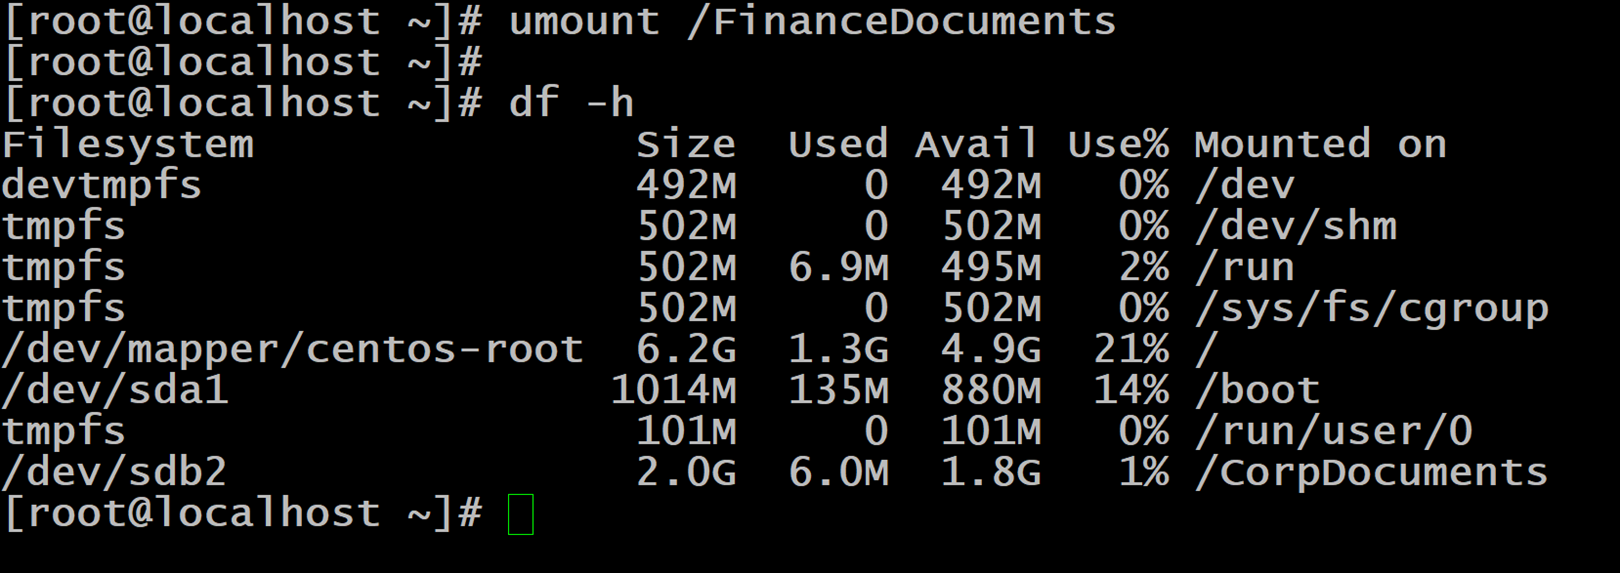 [root@localhost ~]# umount /FinanceDocuments
[root@localhost ~]#
[root@localhost ~]# df -h
Filesystem               Size  Used Avail Use% Mounted on
devtmpfs                 492M     0  492M   0% /dev
tmpfs                    502M     0  502M   0% /dev/shm
tmpfs                    502M  6.9M  495M   2% /run
tmpfs                    502M     0  502M   0% /sys/fs/cgroup
/dev/mapper/centos-root  6.2G  1.3G  4.9G  21% /
/dev/sda1               1014M  135M  880M  14% /boot
tmpfs                    101M     0  101M   0% /run/user/0
/dev/sdb2                2.0G  6.0M  1.8G   1% /CorpDocuments
[root@localhost ~]#